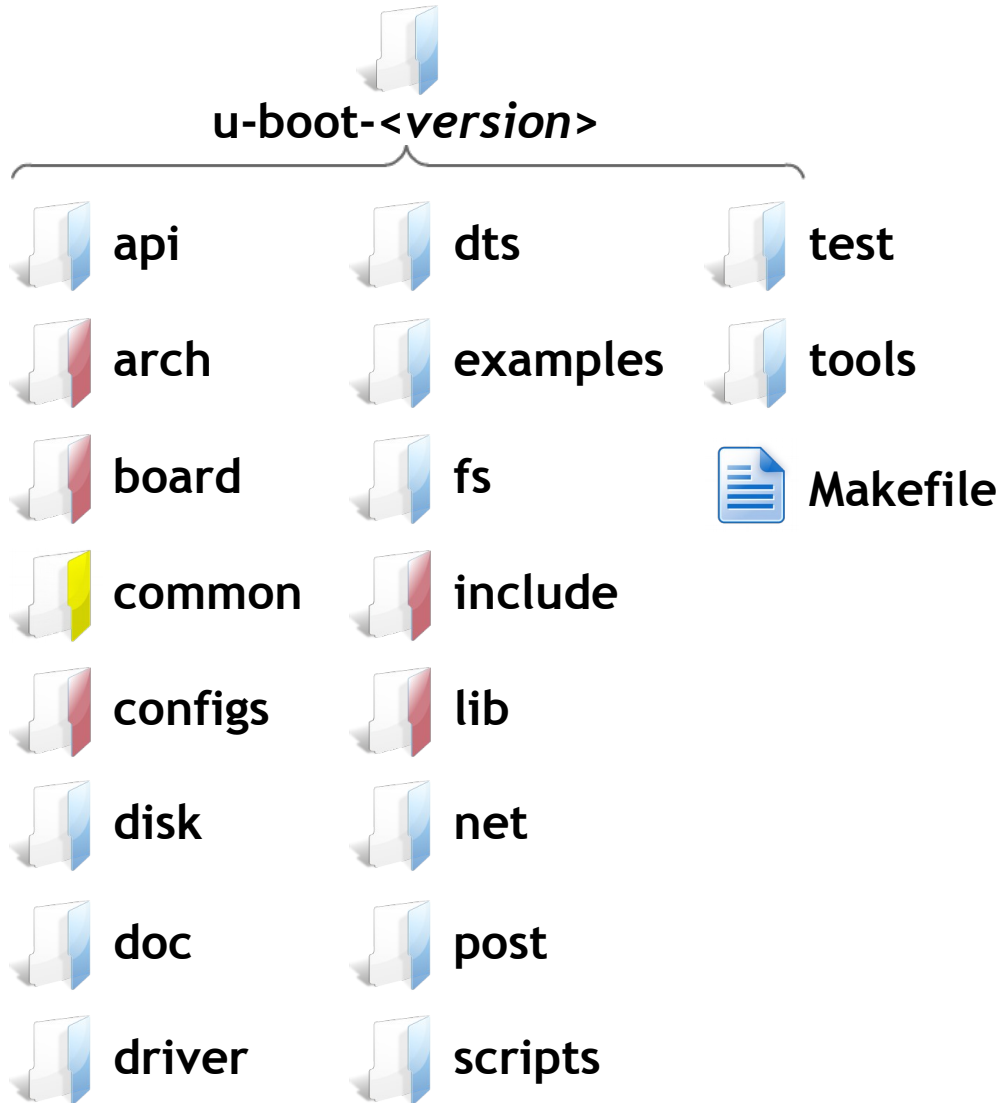 u-boot-<version>
api
arch
board
common
configs
disk
doc
driver
dts
examples
fs
include
lib
net
post
scripts
test
tools
Makefile